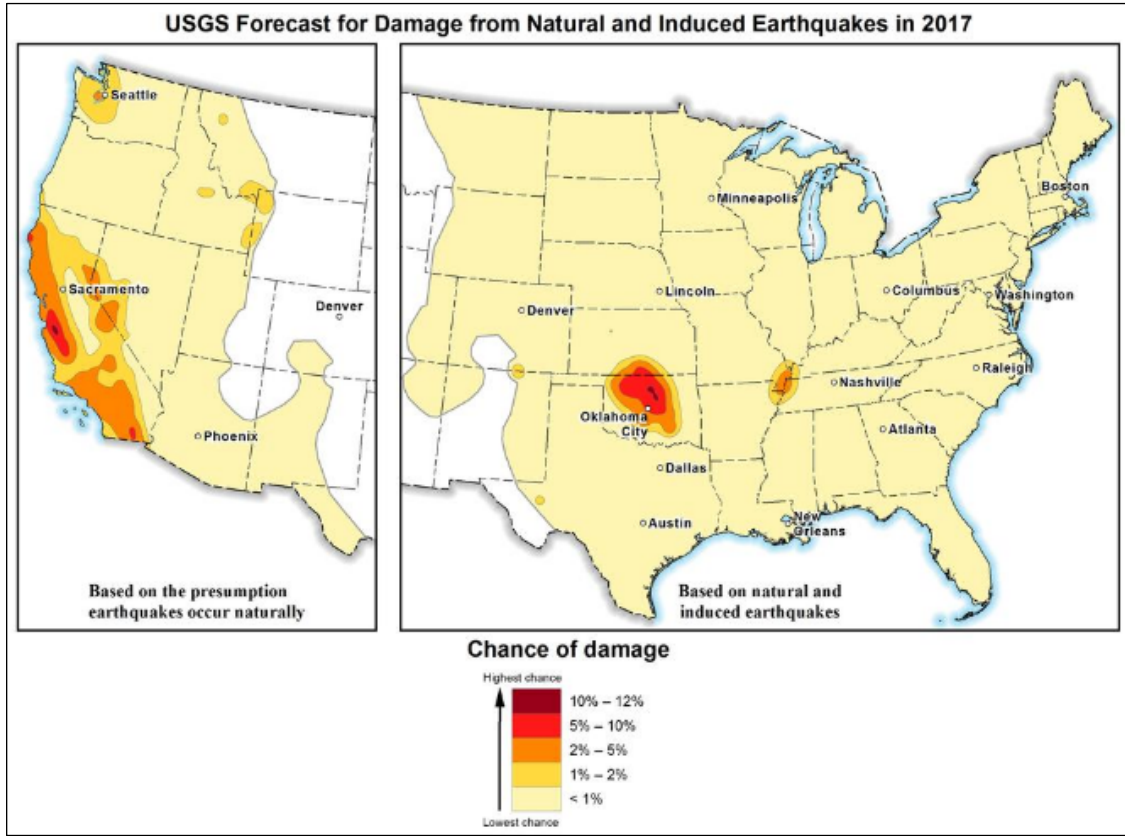 USGS Forecast for Damage from Natural and Induced Earthquakes in 2017
Seattle
Sacramento
Denver
Phoenix
Based on the presumption
earthquakes occur naturally
Minneapolis
Boston
Lincoln
Columbus
Washington
Denver
Raleigh
Nashville
Oklahoma
City
Atlanta
Dallas
Austin
New
Orleans
Based on natural and
induced earthquakes
Chance of damage
Highest chance
10% – 12%
5% – 10%
2% – 5%
1% – 2%
< 1%
Lowest chance